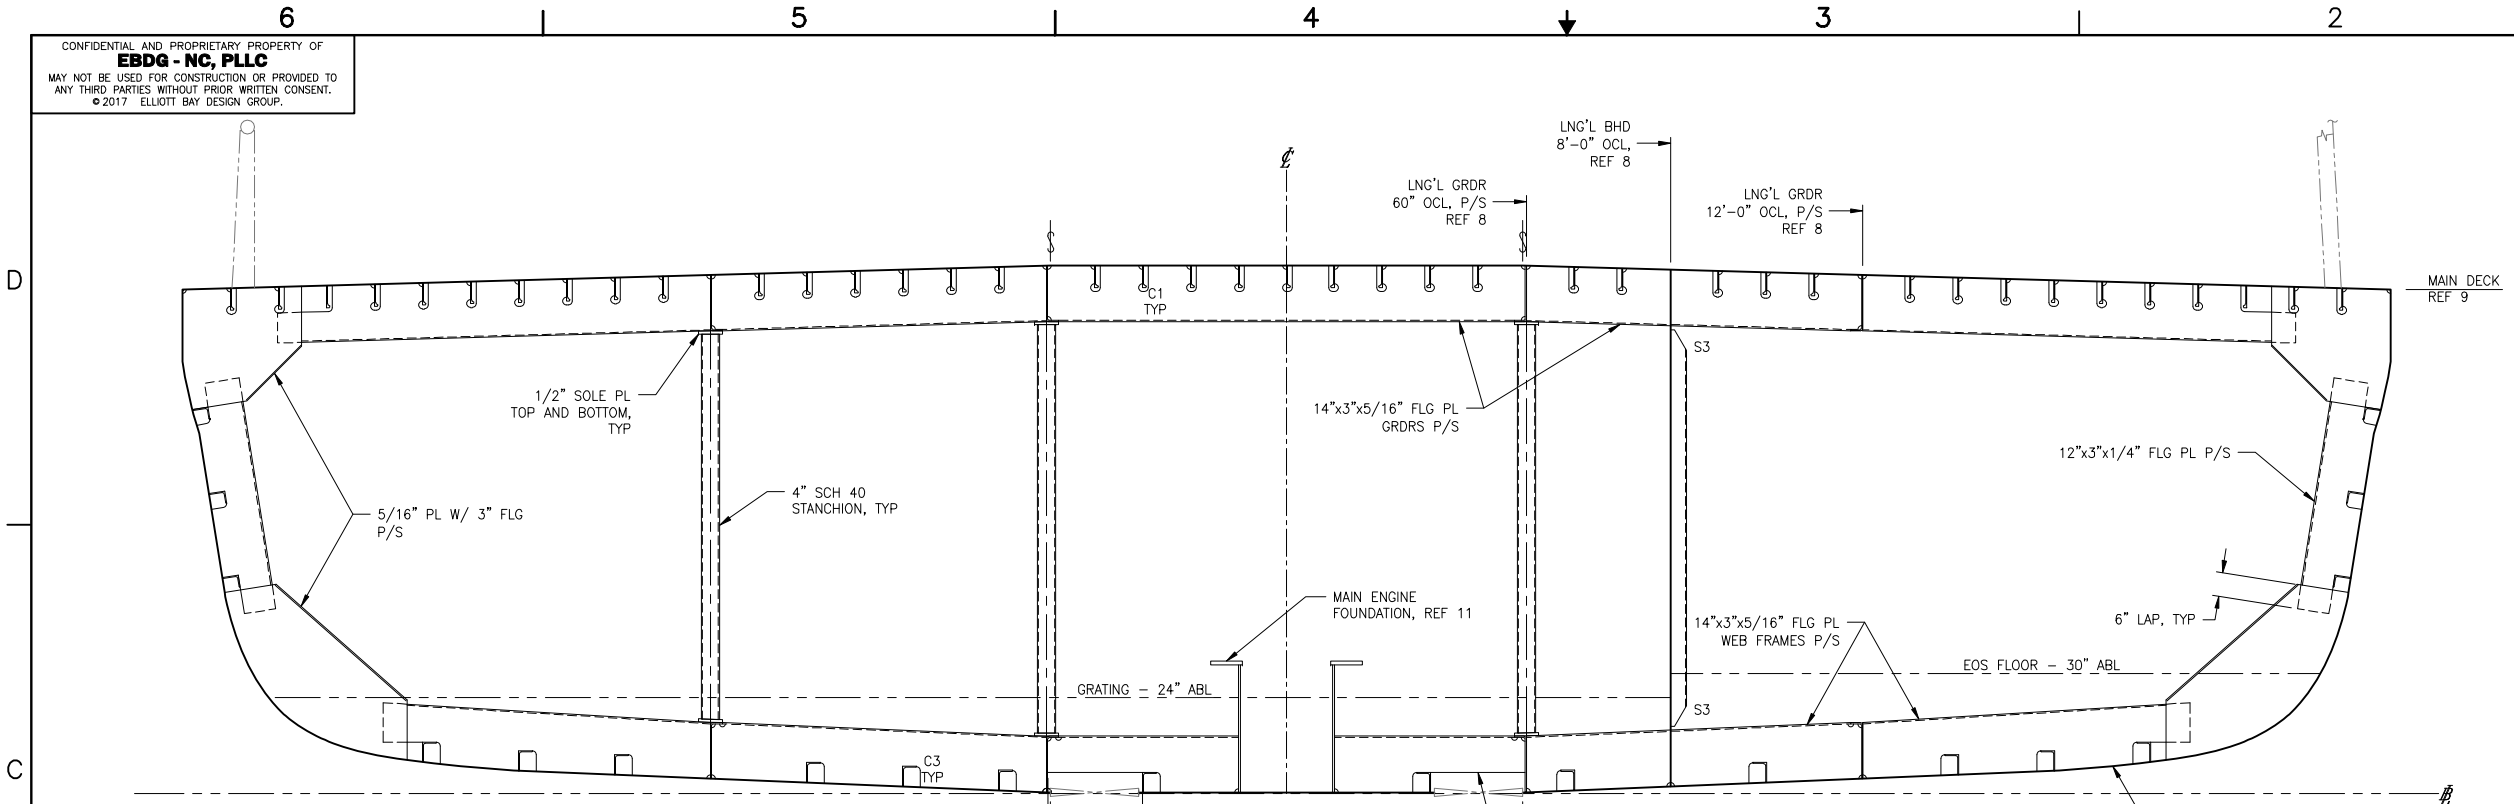 6 5 4 3 2
CONFIDENTIAL AND PROPRIETARY PROPERTY OF
EBDG - NC, PLLC
MAY NOT BE USED FOR CONSTRUCTION OR PROVIDED TO
ANY THIRD PARTIES WITHOUT PRIOR WRITTEN CONSENT.
© 2017 ELLIOTT BAY DESIGN GROUP.
LNG'L BHD
8'-0" OCL,
REF 8
℄
LNG'L GRDR
60" OCL, P/S
REF 8
LNG'L GRDR
12'-0" OCL, P/S
REF 8
D
MAIN DECK
REF 9
C1
TYP
S3
1/2" SOLE PL
TOP AND BOTTOM,
TYP
14"x3"x5/16" FLG PL
GRDRS P/S
12"x3"x1/4" FLG PL P/S
4" SCH 40
STANCHION, TYP
5/16" PL W/ 3" FLG
P/S
MAIN ENGINE
FOUNDATION, REF 11
14"x3"x5/16" FLG PL
WEB FRAMES P/S
6" LAP, TYP
EOS FLOOR - 30" ABL
GRATING - 24" ABL
S3
C3
TYP
C